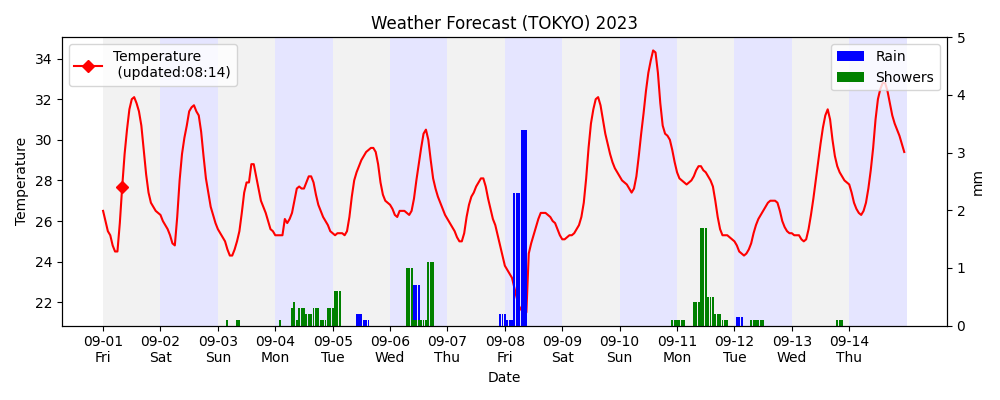 Weather Forecast (TOKYO) 2023
Temperature
(updated:08:14)
Rain
Showers
Temperature
34
32
30
28
26
24
22
5
4
3
2
1
0
mm
09-01 09-02 09-03 09-04 09-05 09-06 09-07 09-08 09-09 09-10 09-11 09-12 09-13 09-14
Fri Sat Sun Mon Tue Wed Thu Fri Sat Sun Mon Tue Wed Thu
Date